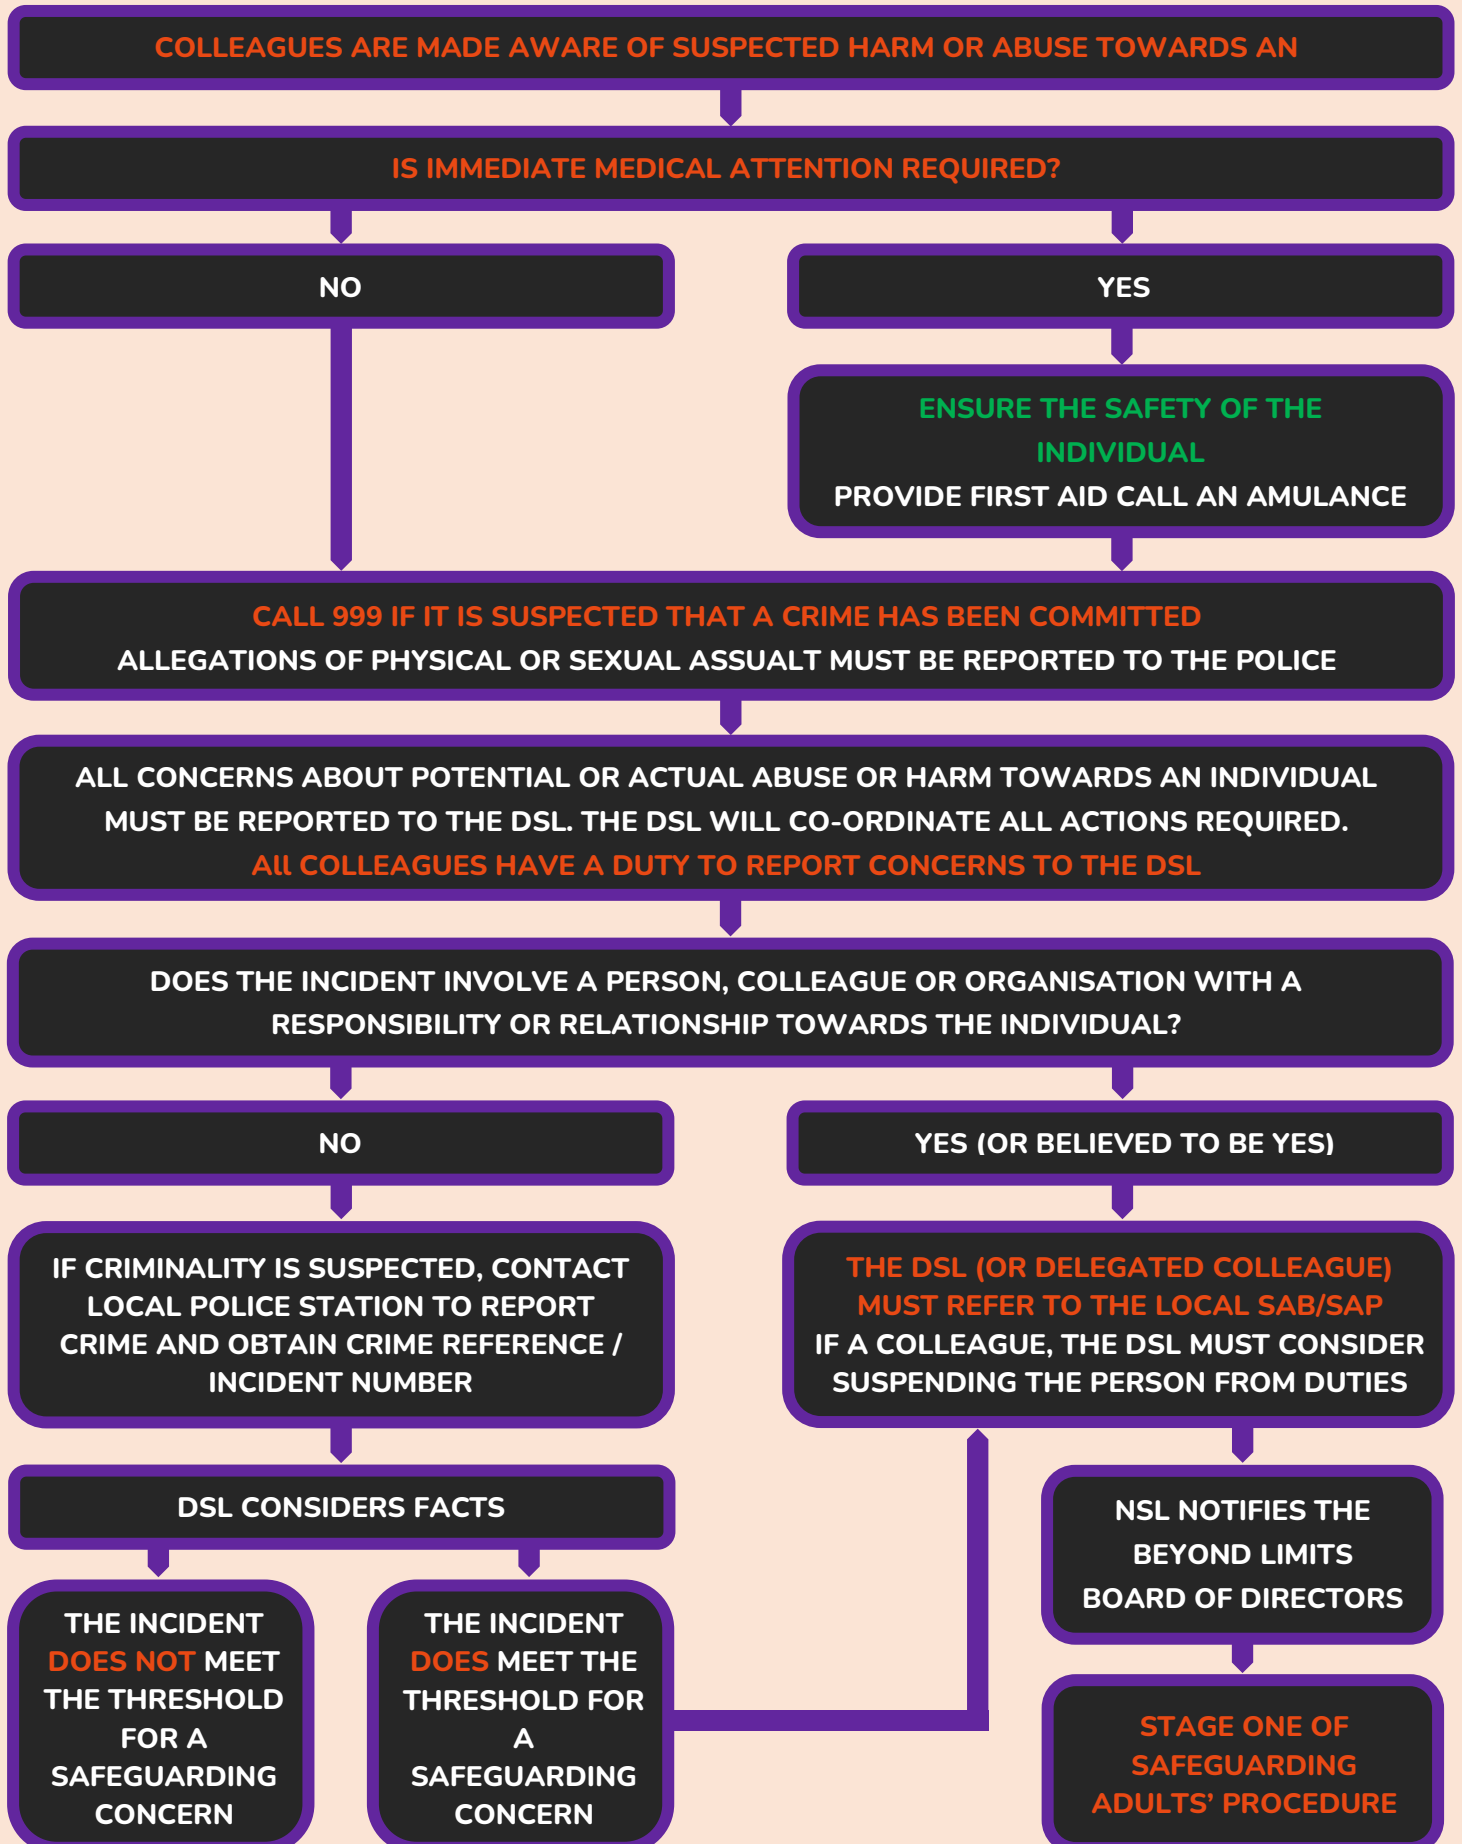 COLLEAGUES ARE MADE AWARE OF SUSPECTED HARM OR ABUSE TOWARDS AN
IS IMMEDIATE MEDICAL ATTENTION REQUIRED?
NO
YES
ENSURE THE SAFETY OF THE
INDIVIDUAL
PROVIDE FIRST AID CALL AN AMULANCE
CALL 999 IF IT IS SUSPECTED THAT A CRIME HAS BEEN COMMITTED
ALLEGATIONS OF PHYSICAL OR SEXUAL ASSUALT MUST BE REPORTED TO THE POLICE
ALL CONCERNS ABOUT POTENTIAL OR ACTUAL ABUSE OR HARM TOWARDS AN INDIVIDUAL
MUST BE REPORTED TO THE DSL. THE DSL WILL CO-ORDINATE ALL ACTIONS REQUIRED.
All COLLEAGUES HAVE A DUTY TO REPORT CONCERNS TO THE DSL
DOES THE INCIDENT INVOLVE A PERSON, COLLEAGUE OR ORGANISATION WITH A
RESPONSIBILITY OR RELATIONSHIP TOWARDS THE INDIVIDUAL?
NO
YES (OR BELIEVED TO BE YES)
IF CRIMINALITY IS SUSPECTED, CONTACT
LOCAL POLICE STATION TO REPORT
CRIME AND OBTAIN CRIME REFERENCE /
INCIDENT NUMBER
THE DSL (OR DELEGATED COLLEAGUE)
MUST REFER TO THE LOCAL SAB/SAP
IF A COLLEAGUE, THE DSL MUST CONSIDER
SUSPENDING THE PERSON FROM DUTIES
DSL CONSIDERS FACTS
NSL NOTIFIES THE
BEYOND LIMITS
BOARD OF DIRECTORS
THE INCIDENT
DOES NOT MEET
THE THRESHOLD
FOR A
SAFEGUARDING
CONCERN
THE INCIDENT
DOES MEET THE
THRESHOLD FOR
A
SAFEGUARDING
CONCERN
STAGE ONE OF
SAFEGUARDING
ADULTS’ PROCEDURE